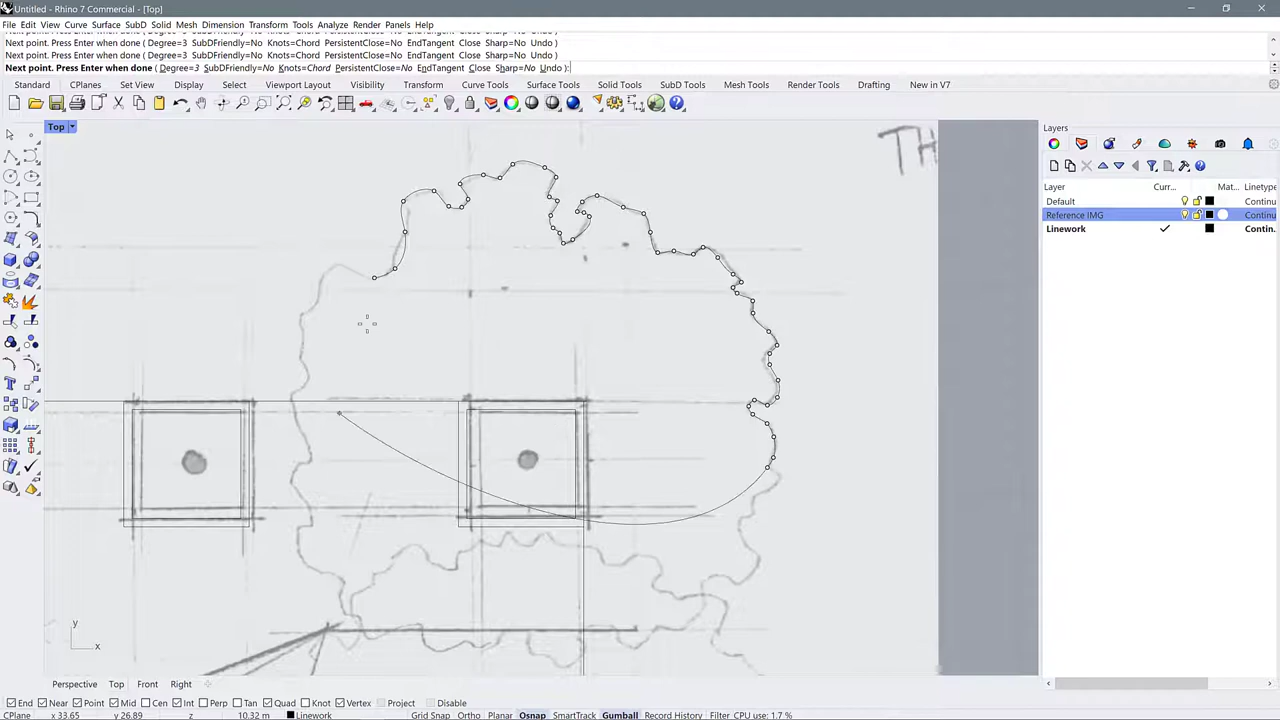 Untitled - Rhino 7 Commercial - [Top]
File Edit View Curve Surface SubD Solid Mesh Dimension Transform Tools Analyze Render Panels Help
Next point. Press Enter when done ( Degree=3 SubDFriendly=No Knots=Chord PersistentClose=No EndTangent Close Sharp=No Undo )
Next point. Press Enter when done ( Degree=3 SubDFriendly=No Knots=Chord PersistentClose=No EndTangent Close Sharp=No Undo )
Next point. Press Enter when done ( Degree=3 SubDFriendly=No Knots=Chord PersistentClose=No EndTangent Close Sharp=No Undo ):
Standard CPlanes Set View Display Select Viewport Layout Visibility Transform Curve Tools Surface Tools Solid Tools SubD Tools Mesh Tools Render Tools Drafting New in V7
Top
TH
Layers
Layer Curr... Mat... Linetype
Default Continu
Reference IMG Continu
Linework Contin...
y
x
Perspective Top Front Right
End Near Point Mid Cen Int Perp Tan Quad Knot Vertex Project Disable
CPlane x 33.65 y 26.89 z 10.32 m Linework Grid Snap Ortho Planar Osnap SmartTrack Gumball Record History Filter CPU use: 1.7 %